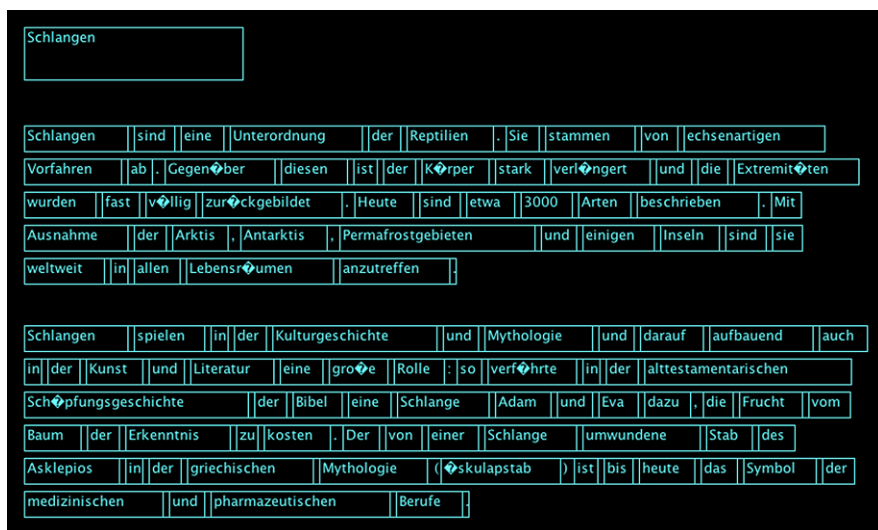 Schlangen
Schlangen sind eine Unterordnung der Reptilien . Sie stammen von echsenartigen
Vorfahren ab . Gegen�ber diesen ist der K�rper stark verl�ngert und die Extremit�ten
wurden fast v�llig zur�ckgebildet . Heute sind etwa 3000 Arten beschrieben . Mit
Ausnahme der Arktis , Antarktis , Permafrostgebieten und einigen Inseln sind sie
weltweit in allen Lebensr�umen anzutreffen .
Schlangen spielen in der Kulturgeschichte und Mythologie und darauf aufbauend auch
in der Kunst und Literatur eine gro�e Rolle : so verf�hrte in der alttestamentarischen
Sch�pfungsgeschichte der Bibel eine Schlange Adam und Eva dazu , die Frucht vom
Baum der Erkenntnis zu kosten . Der von einer Schlange umwundene Stab des
Asklepios in der griechischen Mythologie ( �skulapstab ) ist bis heute das Symbol der
medizinischen und pharmazeutischen Berufe .